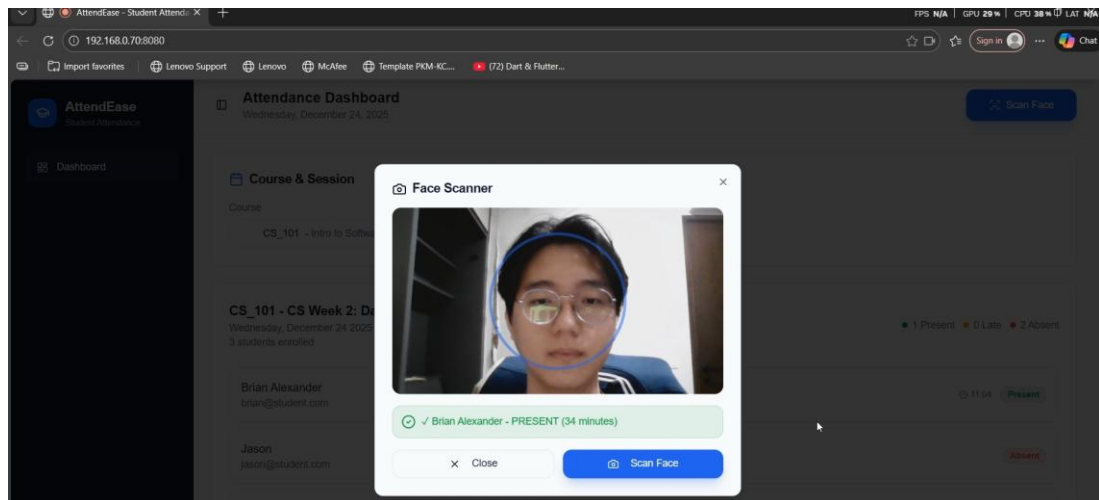 AttendEase - Student Attenda
FPS N/A GPU 29% CPU 38% LAT N/A
192.168.0.70:8080
Sign in
Chat
Import favorites Lenovo Support Lenovo McAfee Template PKM-KC.... (72) Dart & Flutter...
AttendEase
Student Attendance
Dashboard
Attendance Dashboard
Wednesday, December 24, 2025
Scan Face
Course & Session
Course
CS_101 - Intro to Softwa
CS_101 - CS Week 2: Da
Wednesday, December 24 2025
3 students enrolled
1 Present 0 Late 2 Absent
Brian Alexander
brian@student.com
11:04 Present
Jason
jason@student.com
Absent
Face Scanner
✓ Brian Alexander - PRESENT (34 minutes)
Close
Scan Face